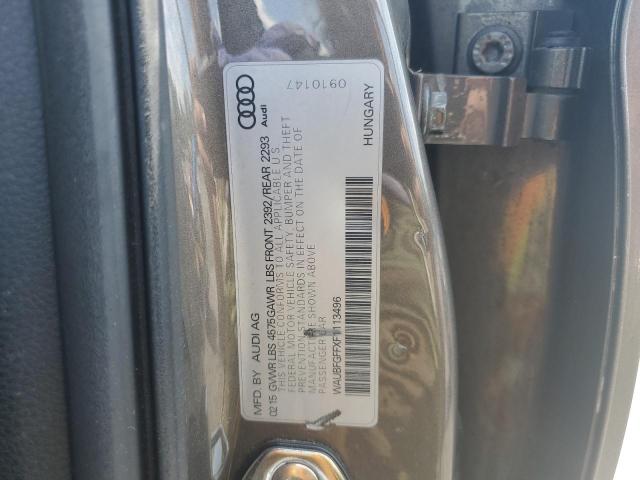 MFD. BY AUDI AG
02 15 GVWR LBS 4575 GAWR LBS FRONT 2392/REAR 2293
THIS VEHICLE CONFORMS TO ALL APPLICABLE U S
FEDERAL MOTOR VEHICLE SAFETY, BUMPER AND THEFT
PREVENTION STANDARDS IN EFFECT ON THE DATE OF
MANUFACTURE SHOWN ABOVE
PASSENGER CAR
WAUBFGFFXF1113496
Audi
0910147
HUNGARY